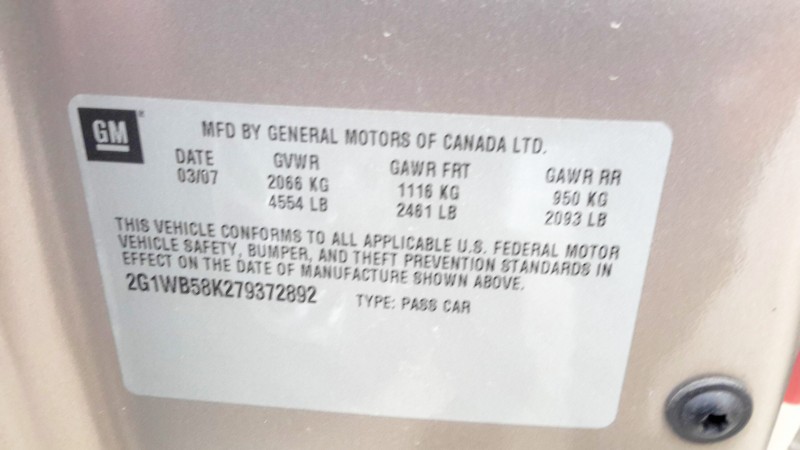 GM
MFD BY GENERAL MOTORS OF CANADA LTD.
DATE GVWR GAWR FRT GAWR RR
03/07 2066 KG 1116 KG 950 KG
4554 LB 2461 LB 2093 LB
THIS VEHICLE CONFORMS TO ALL APPLICABLE U.S. FEDERAL MOTOR
VEHICLE SAFETY, BUMPER, AND THEFT PREVENTION STANDARDS IN
EFFECT ON THE DATE OF MANUFACTURE SHOWN ABOVE.
2G1WB58K279372892 TYPE: PASS CAR